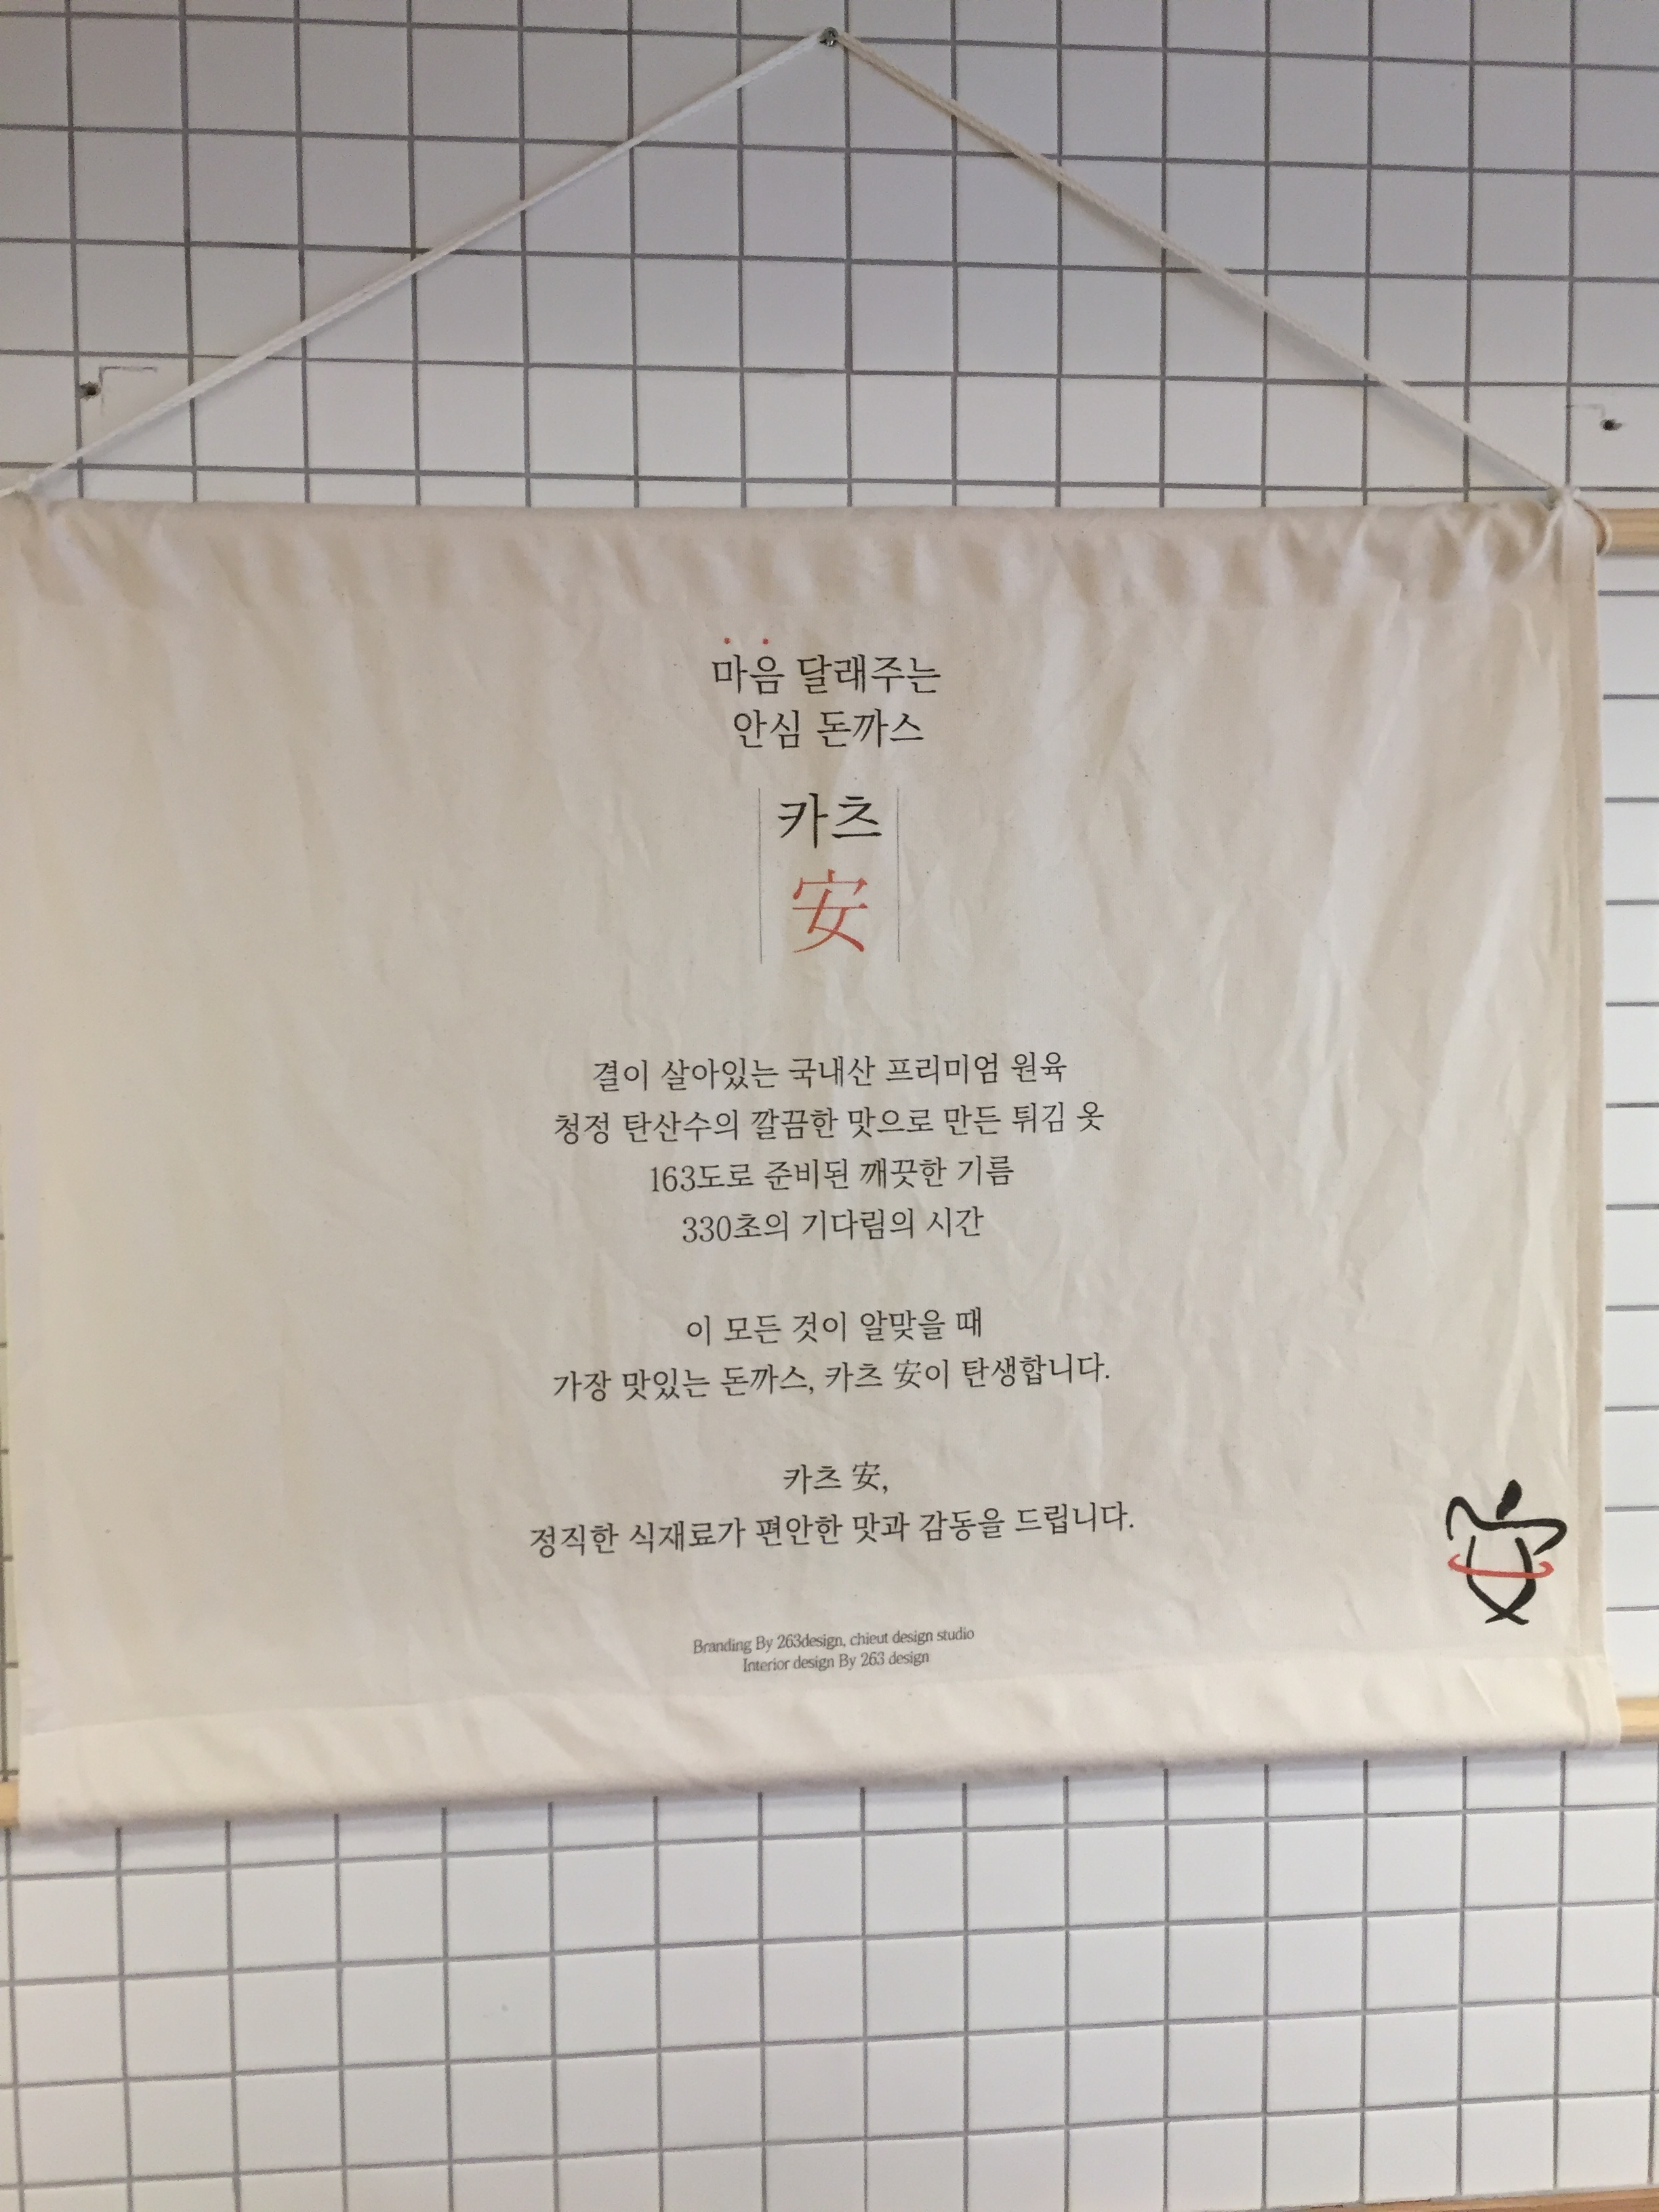 마음 달래주는
안심 돈까스
카츠
安
결이 살아있는 국내산 프리미엄 원육
청정 탄산수의 깔끔한 맛으로 만든 튀김 옷
163도로 준비된 깨끗한 기름
330초의 기다림의 시간
이 모든 것이 알맞을 때
가장 맛있는 돈까스, 카츠 安이 탄생합니다.
카츠 安,
정직한 식재료가 편안한 맛과 감동을 드립니다.
安
Branding By 263design, chieut design studio
Interior design By 263 design